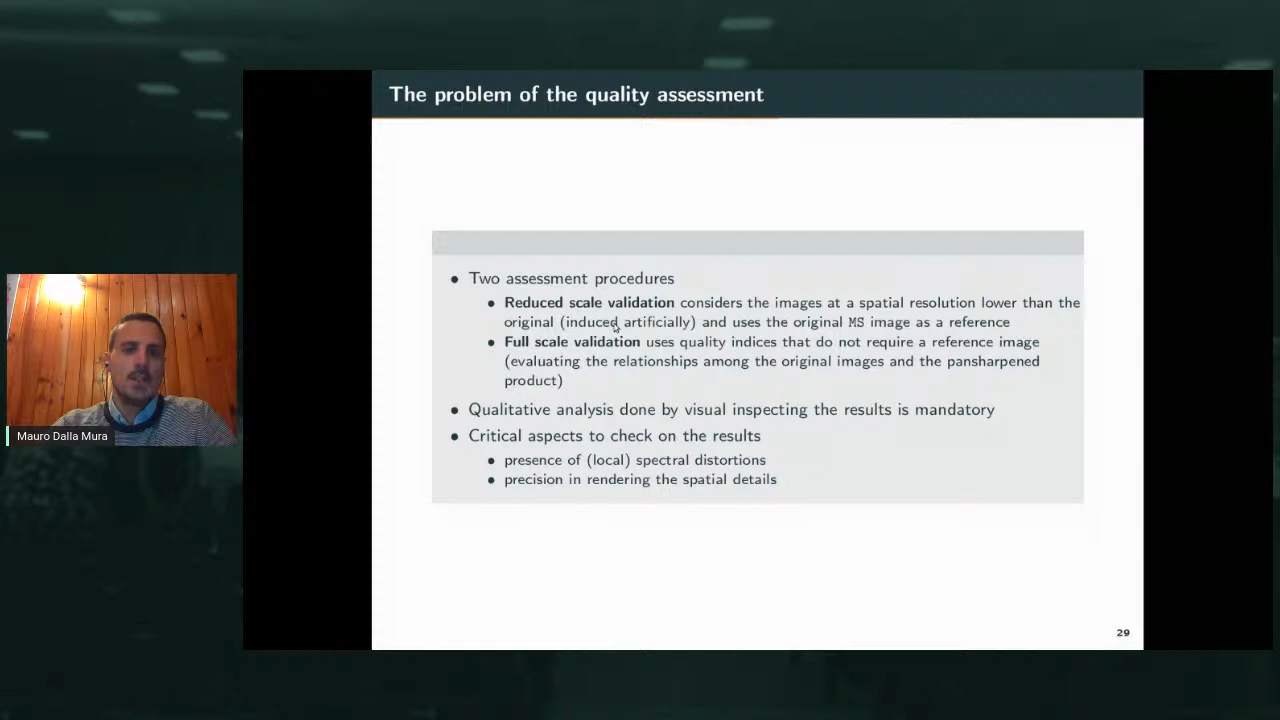 The problem of the quality assessment
• Two assessment procedures
• Reduced scale validation considers the images at a spatial resolution lower than the
original (induced artificially) and uses the original MS image as a reference
• Full scale validation uses quality indices that do not require a reference image
(evaluating the relationships among the original images and the pansharpened
product)
• Qualitative analysis done by visual inspecting the results is mandatory
• Critical aspects to check on the results
• presence of (local) spectral distortions
• precision in rendering the spatial details
Mauro Dalla Mura
29